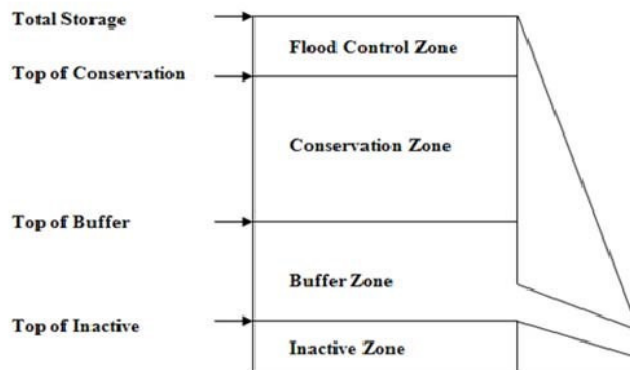 Total Storage
Flood Control Zone
Top of Conservation
Conservation Zone
Top of Buffer
Buffer Zone
Top of Inactive
Inactive Zone